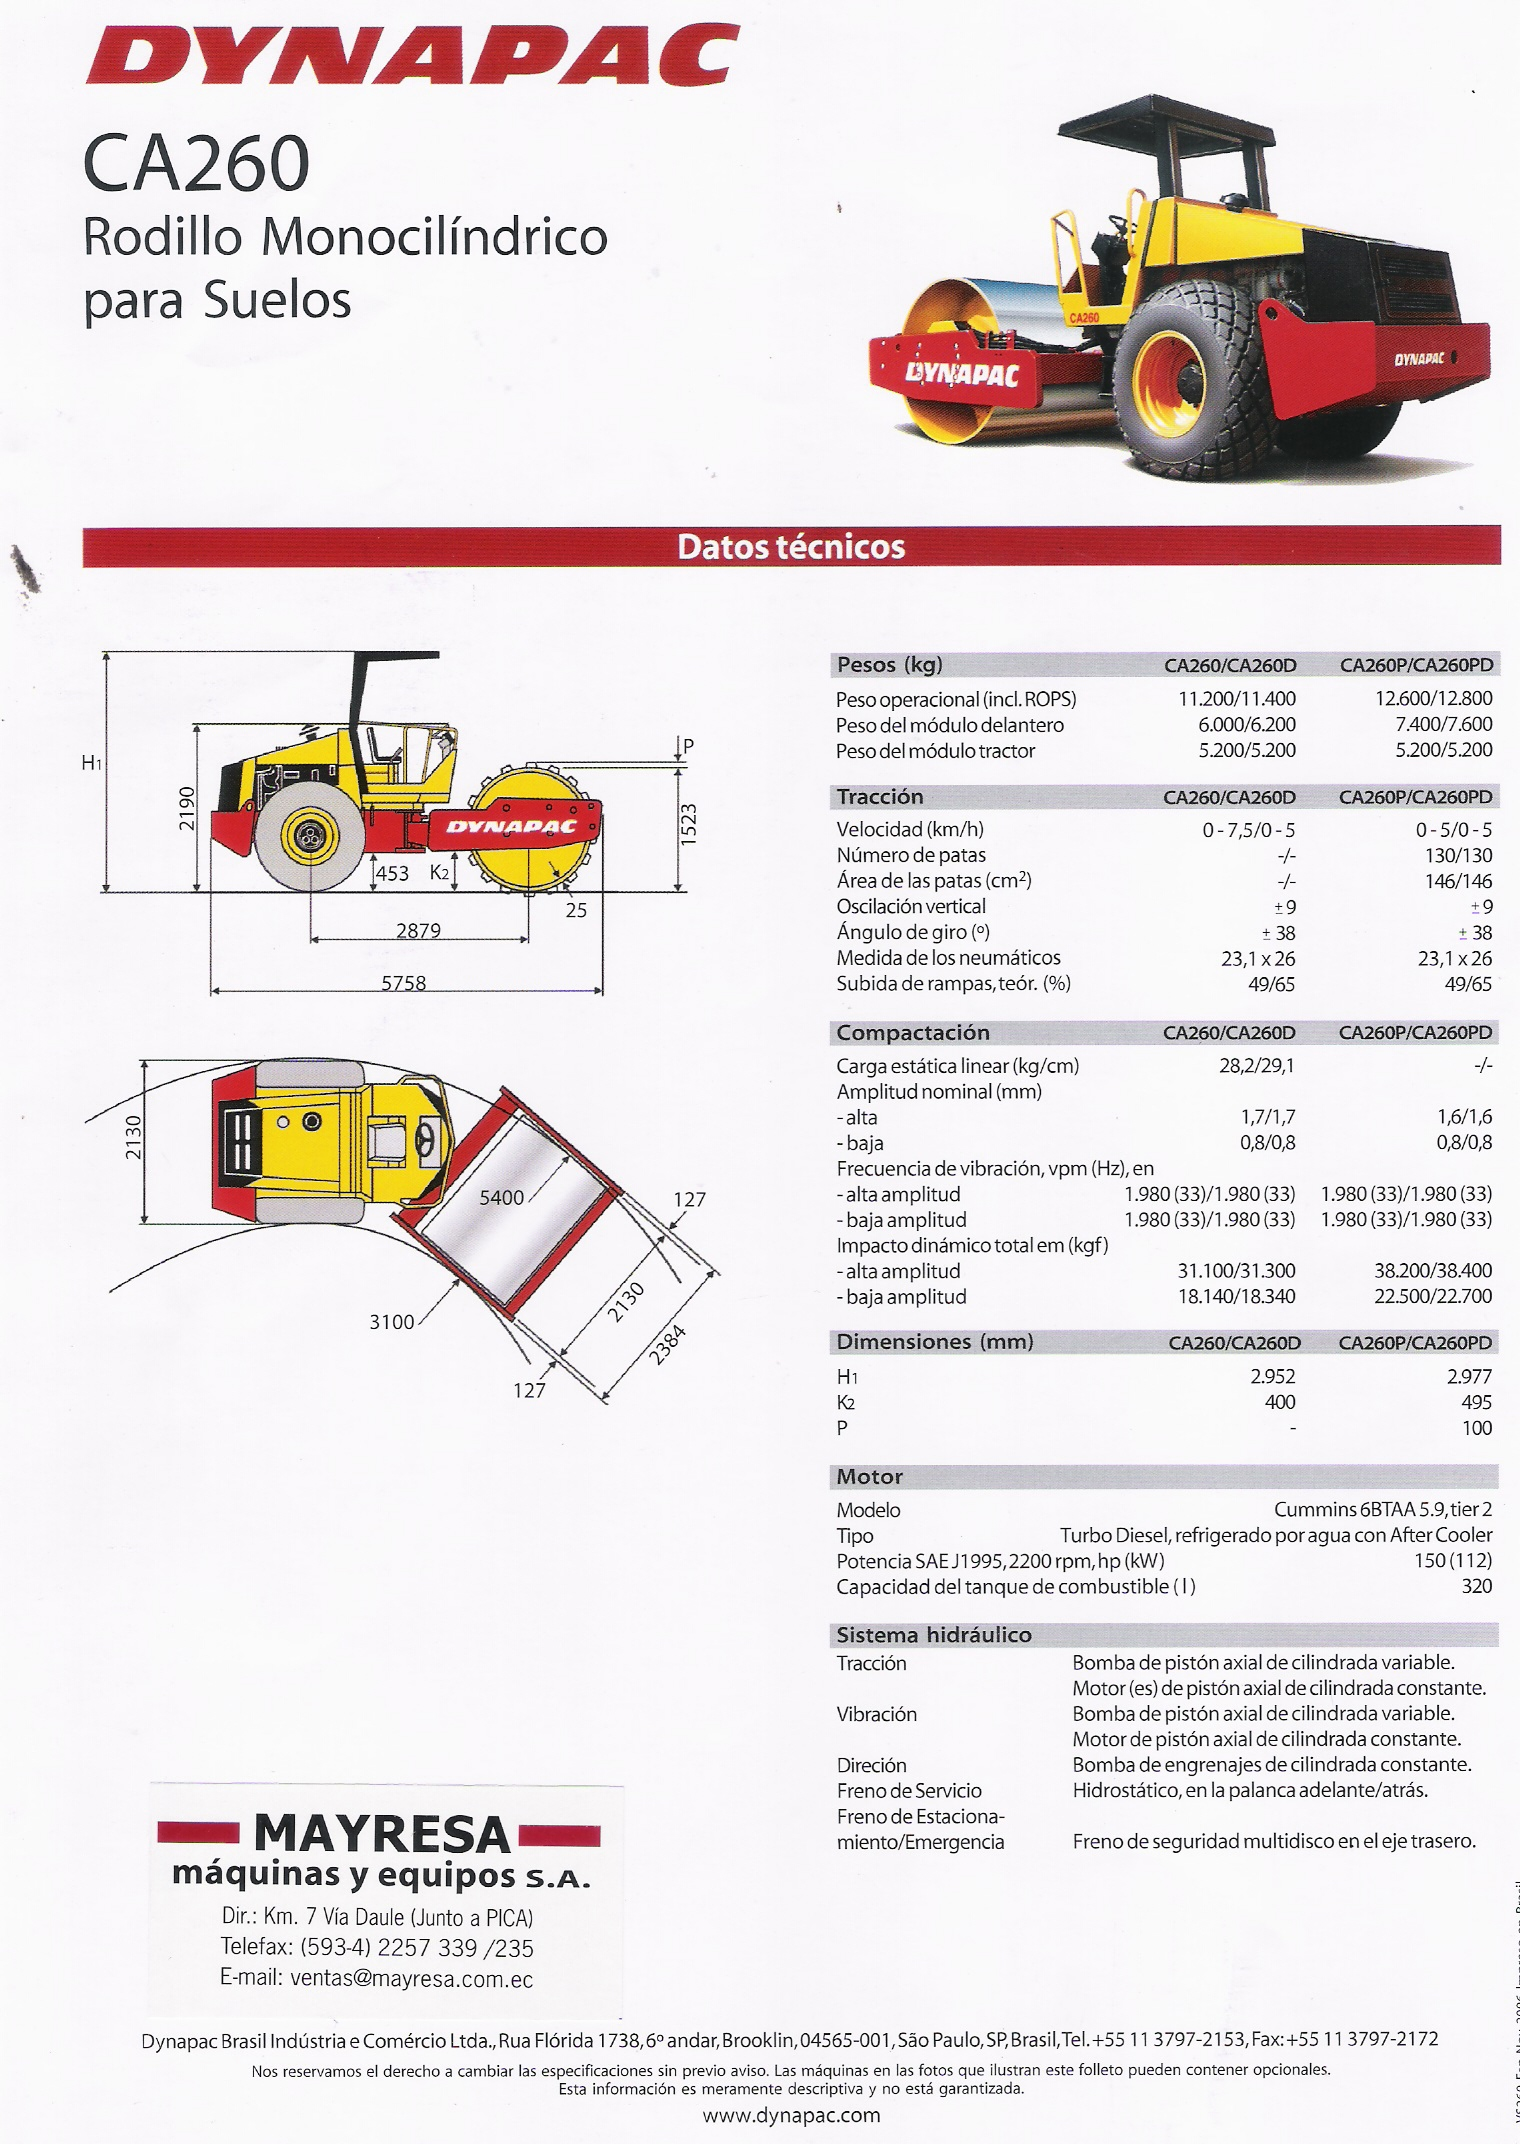 DYNAPAC
CA260
Rodillo Monocilíndrico
para Suelos
CA260
DYNAPAC
DYNAPAC
Datos técnicos
H1
2190
DYNAPAC
P
1523
453
K2
25
2879
5758
2130
5400
127
3100
2130
2384
127
Pesos (kg) CA260/CA260D CA260P/CA260PD
Peso operacional (incl. ROPS) 11.200/11.400 12.600/12.800
Peso del módulo delantero 6.000/6.200 7.400/7.600
Peso del módulo tractor 5.200/5.200 5.200/5.200
Tracción CA260/CA260D CA260P/CA260PD
Velocidad (km/h) 0 - 7,5/0 - 5 0 - 5/0 - 5
Número de patas -/- 130/130
Área de las patas (cm²) -/- 146/146
Oscilación vertical ± 9 ± 9
Ángulo de giro (º) ± 38 ± 38
Medida de los neumáticos 23,1 x 26 23,1 x 26
Subida de rampas, teór. (%) 49/65 49/65
Compactación CA260/CA260D CA260P/CA260PD
Carga estática linear (kg/cm) 28,2/29,1 -/-
Amplitud nominal (mm)
- alta 1,7/1,7 1,6/1,6
- baja 0,8/0,8 0,8/0,8
Frecuencia de vibración, vpm (Hz), en
- alta amplitud 1.980 (33)/1.980 (33) 1.980 (33)/1.980 (33)
- baja amplitud 1.980 (33)/1.980 (33) 1.980 (33)/1.980 (33)
Impacto dinámico total em (kgf)
- alta amplitud 31.100/31.300 38.200/38.400
- baja amplitud 18.140/18.340 22.500/22.700
Dimensiones (mm) CA260/CA260D CA260P/CA260PD
H1 2.952 2.977
K2 400 495
P - 100
Motor
Modelo Cummins 6BTAA 5.9, tier 2
Tipo Turbo Diesel, refrigerado por agua con After Cooler
Potencia SAE J1995, 2200 rpm, hp (kW) 150 (112)
Capacidad del tanque de combustible ( l ) 320
Sistema hidráulico
Tracción Bomba de pistón axial de cilindrada variable.
Motor (es) de pistón axial de cilindrada constante.
Vibración Bomba de pistón axial de cilindrada variable.
Motor de pistón axial de cilindrada constante.
Direción Bomba de engrenajes de cilindrada constante.
Freno de Servicio Hidrostático, en la palanca adelante/atrás.
Freno de Estaciona-
miento/Emergencia Freno de seguridad multidisco en el eje trasero.
MAYRESA
máquinas y equipos S.A.
Dir.: Km. 7 Vía Daule (Junto a PICA)
Telefax: (593-4) 2257 339 /235
E-mail: ventas@mayresa.com.ec
Dynapac Brasil Indústria e Comércio Ltda., Rua Flórida 1738, 6º andar, Brooklin, 04565-001, São Paulo, SP, Brasil, Tel. +55 11 3797-2153, Fax: +55 11 3797-2172
Nos reservamos el derecho a cambiar las especificaciones sin previo aviso. Las máquinas en las fotos que ilustran este folleto pueden contener opcionales.
Esta información es meramente descriptiva y no está garantizada.
www.dynapac.com